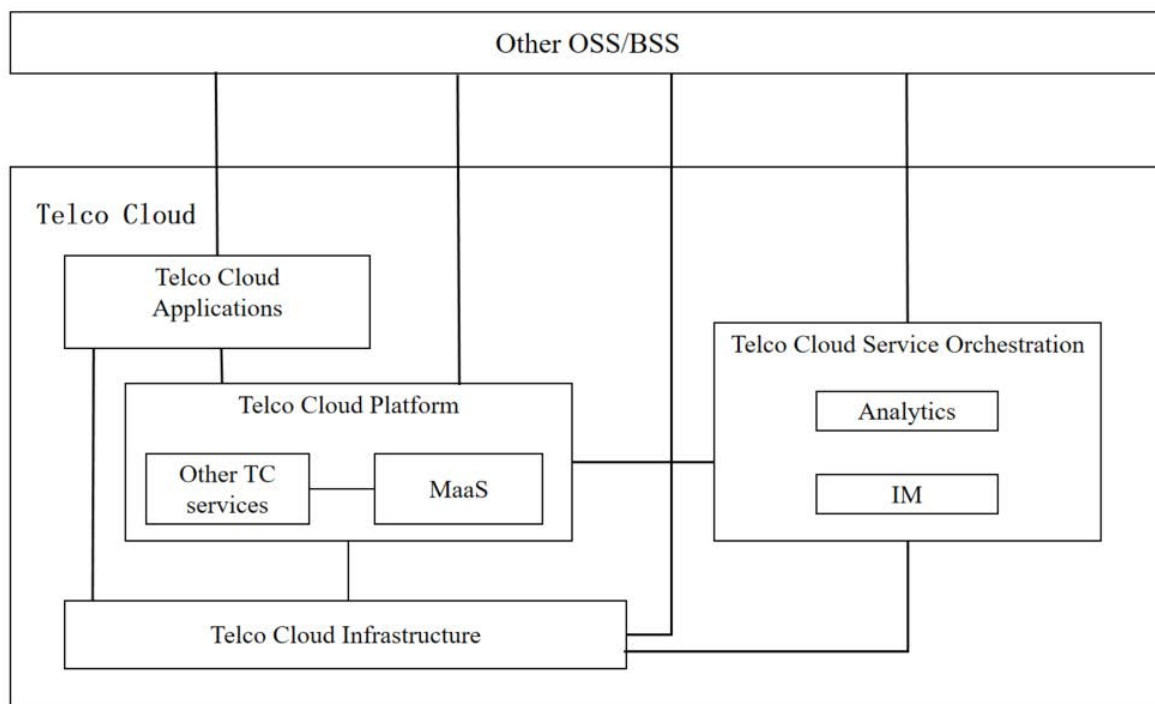 Other OSS/BSS
Telco Cloud
Telco Cloud
Applications
Telco Cloud Service Orchestration
Telco Cloud Platform
Analytics
Other TC
services
MaaS
IM
Telco Cloud Infrastructure